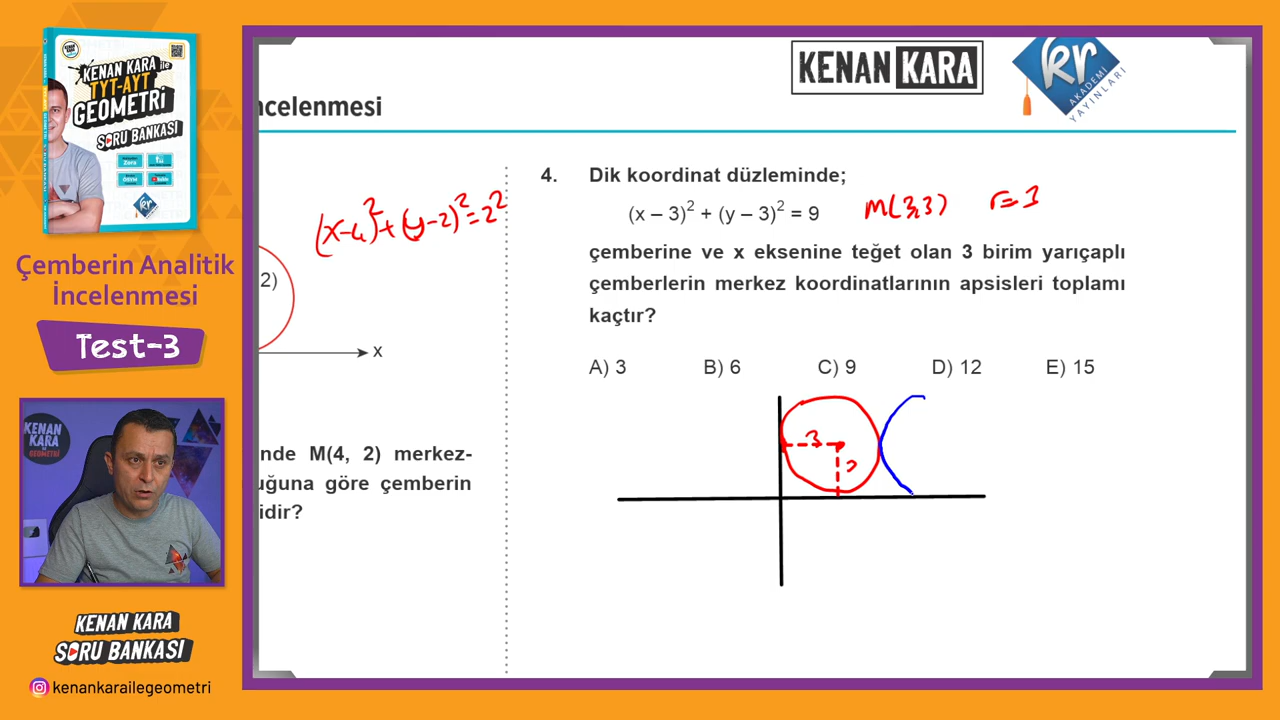 KENAN KARA ile
TYT-AYT
GEOMETRİ
SORU BANKASI
Çemberin Analitik
İncelenmesi
Test-3
KENAN
KARA
KENAN KARA
SORU BANKASI
kenankarailegeometri
ncelenmesi
KENAN KARA
kr
AKADEMİ
YAYINLARI
(x-4)²+(y-2)²=2²
2)
x
nde M(4, 2) merkez-
uğuna göre çemberin
idir?
4. Dik koordinat düzleminde;
(x – 3)² + (y – 3)² = 9 M(3,3) r=3
çemberine ve x eksenine teğet olan 3 birim yarıçaplı
çemberlerin merkez koordinatlarının apsisleri toplamı
kaçtır?
A) 3 B) 6 C) 9 D) 12 E) 15
3